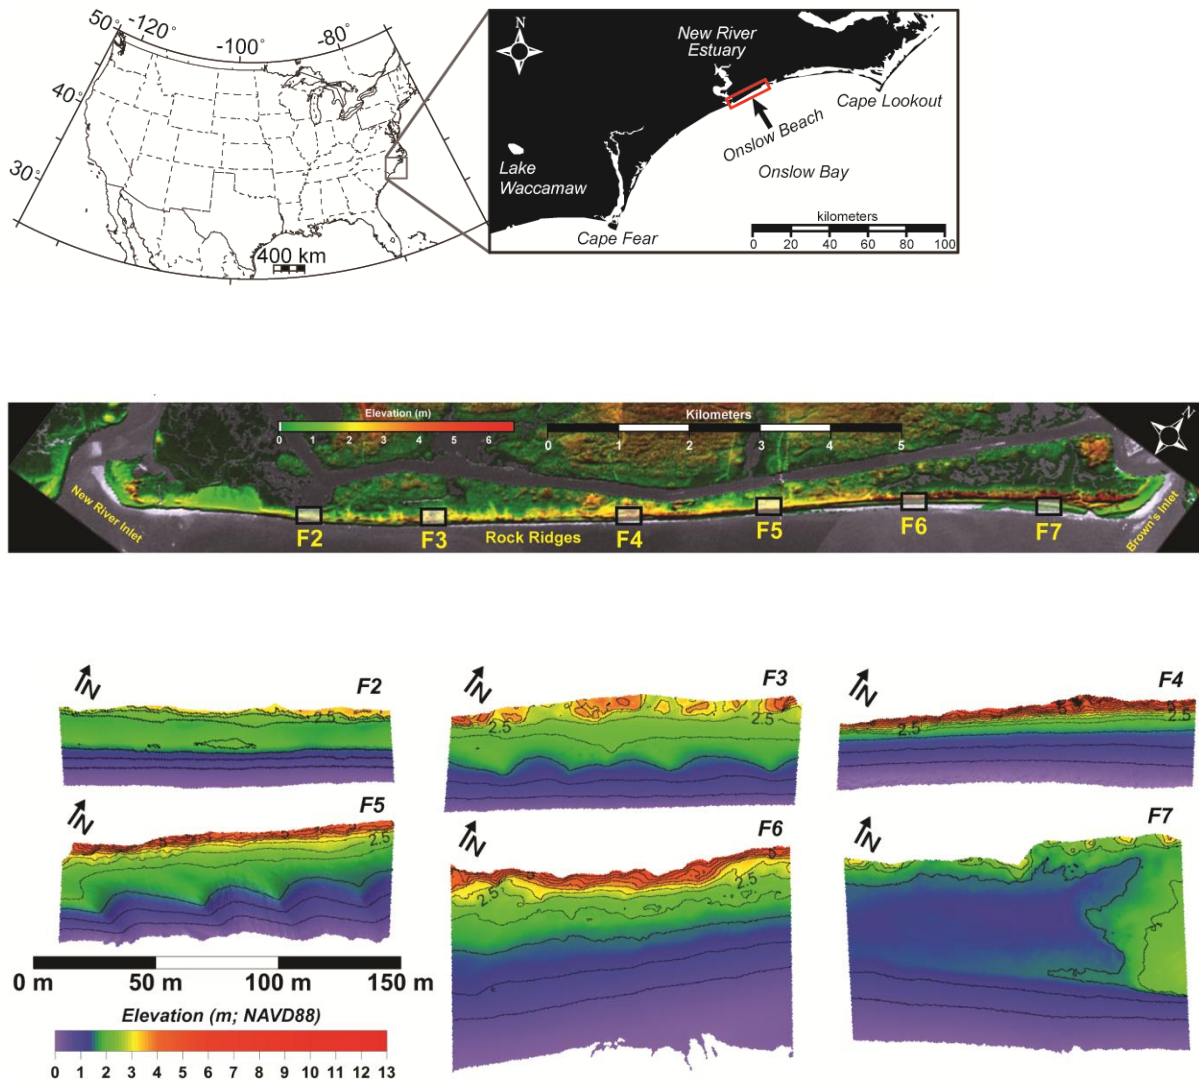 50° -120° -100° -80°
40°
30°
400 km
New River
Estuary
Cape Lookout
Onslow Beach
Onslow Bay
Lake
Waccamaw
Cape Fear
kilometers
0 20 40 60 80 100
Elevation (m)
0 1 2 3 4 5 6
Kilometers
0 1 2 3 4 5
N
New River Inlet
F2
F3
Rock Ridges
F4
F5
F6
F7
Brown's Inlet
N
F2
2.5
N
F3
2.5
2.5
N
F4
2.5
2.5
N
F5
2.5
N
F6
2.5
2.5
N
F7
0 m 50 m 100 m 150 m
Elevation (m; NAVD88)
0 1 2 3 4 5 6 7 8 9 10 11 12 13